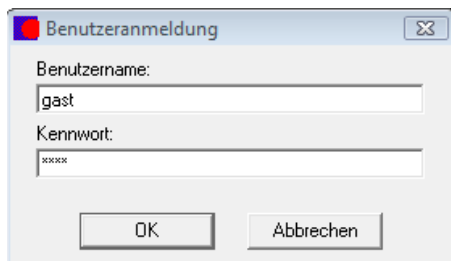 Benutzeranmeldung
Benutzername:
gast
Kennwort:
****
OK Abbrechen